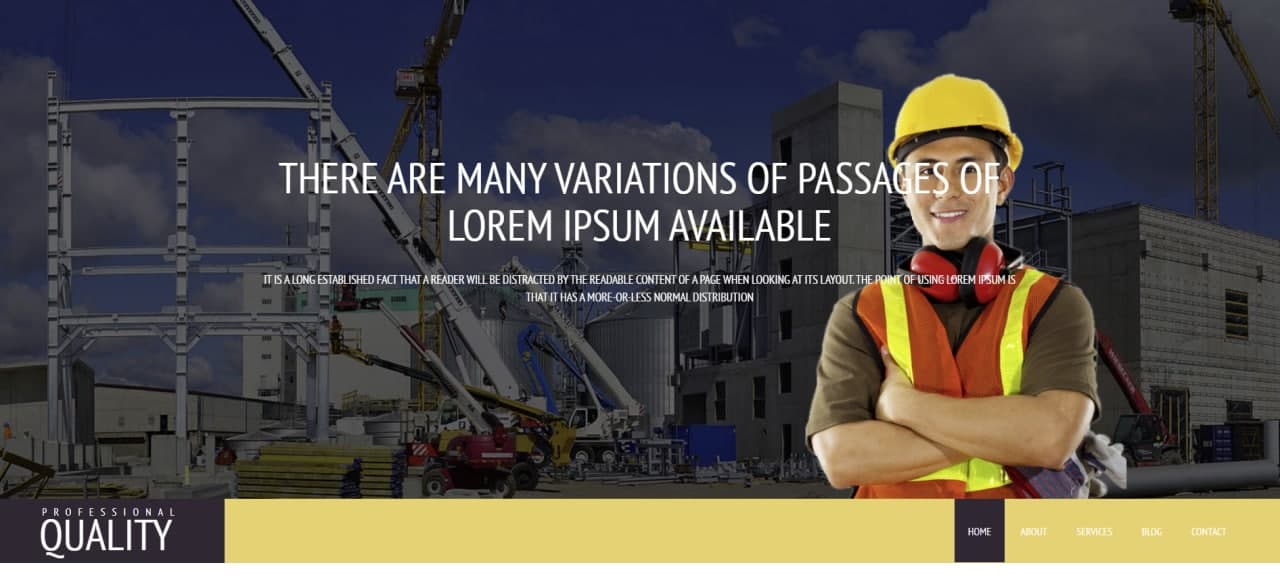 THERE ARE MANY VARIATIONS OF PASSAGES OF
LOREM IPSUM AVAILABLE
IT IS A LONG ESTABLISHED FACT THAT A READER WILL BE DISTRACTED BY THE READABLE CONTENT OF A PAGE WHEN LOOKING AT ITS LAYOUT. THE POINT OF USING LOREM IPSUM IS
THAT IT HAS A MORE-OR-LESS NORMAL DISTRIBUTION
PROFESSIONAL
QUALITY
HOME ABOUT SERVICES BLOG CONTACT